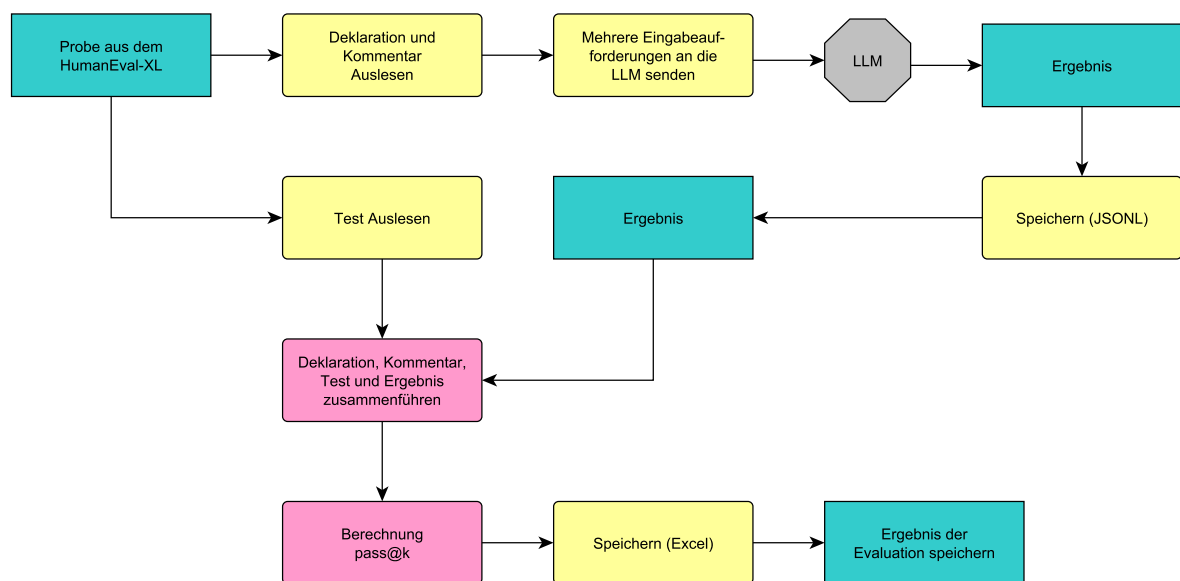 Probe aus dem
HumanEval-XL
Deklaration und
Kommentar
Auslesen
Mehrere Eingabeauf-
forderungen an die
LLM senden
LLM
Ergebnis
Test Auslesen
Ergebnis
Speichern (JSONL)
Deklaration, Kommentar,
Test und Ergebnis
zusammenführen
Berechnung
pass@k
Speichern (Excel)
Ergebnis der
Evaluation speichern